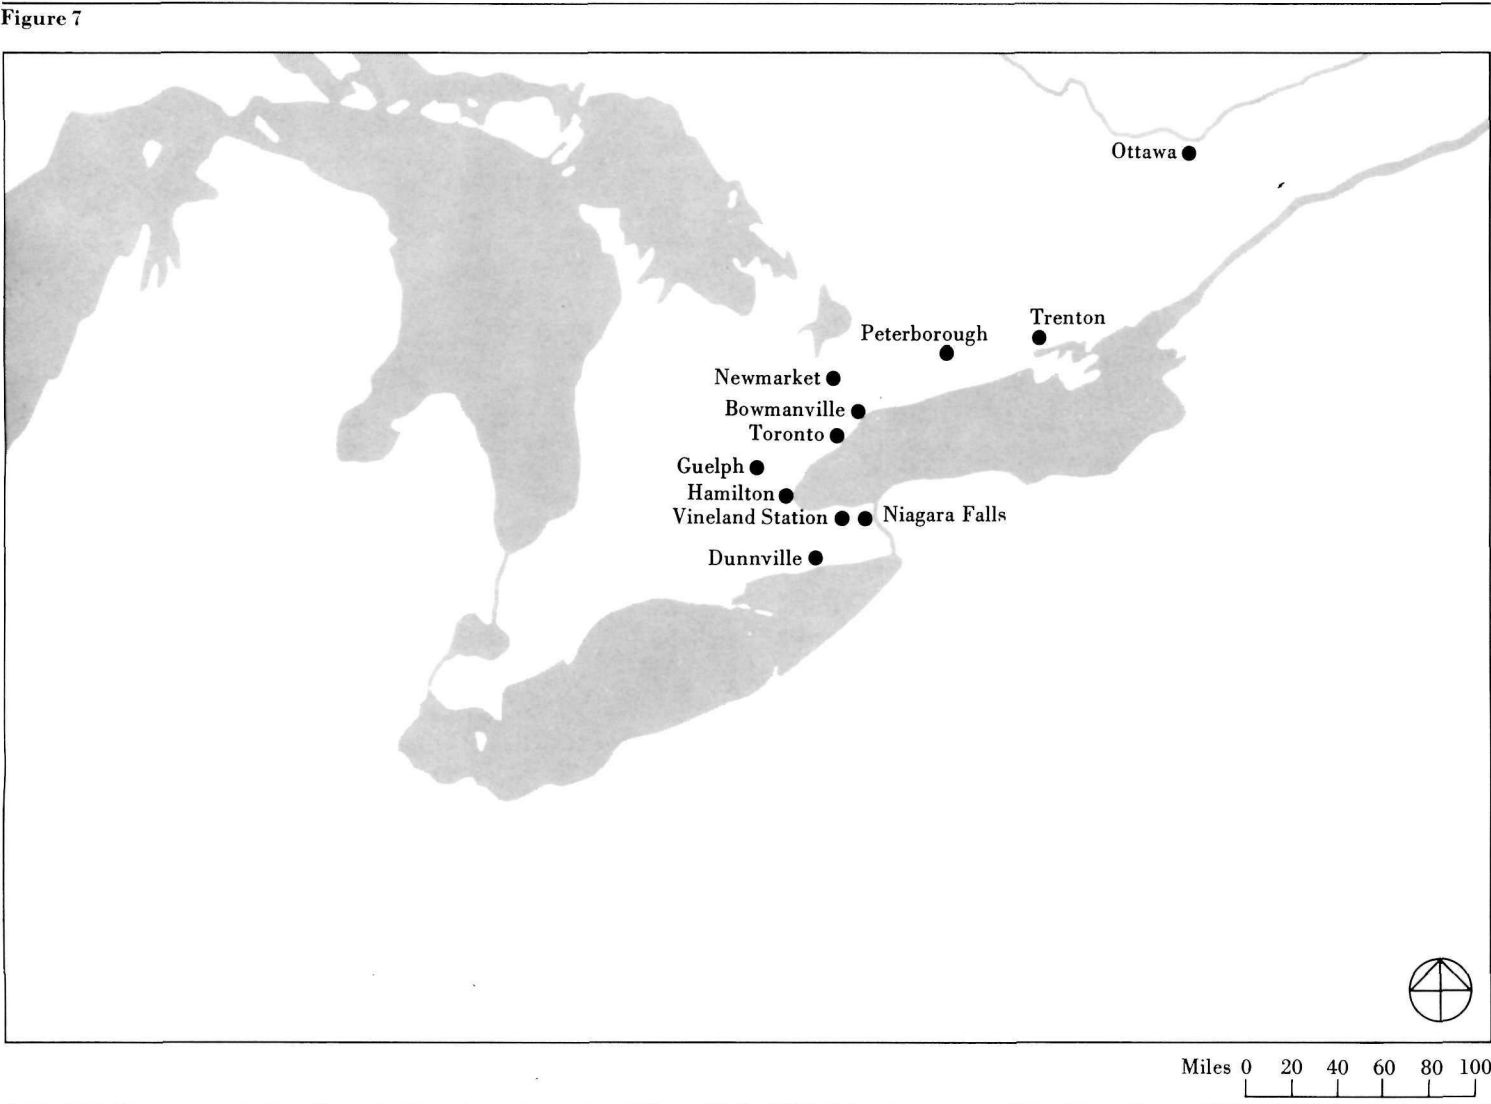 Figure 7
Ottawa
Trenton
Peterborough
Newmarket
Bowmanville
Toronto
Guelph
Hamilton
Vineland Station
Niagara Falls
Dunnville
Miles 0 20 40 60 80 100